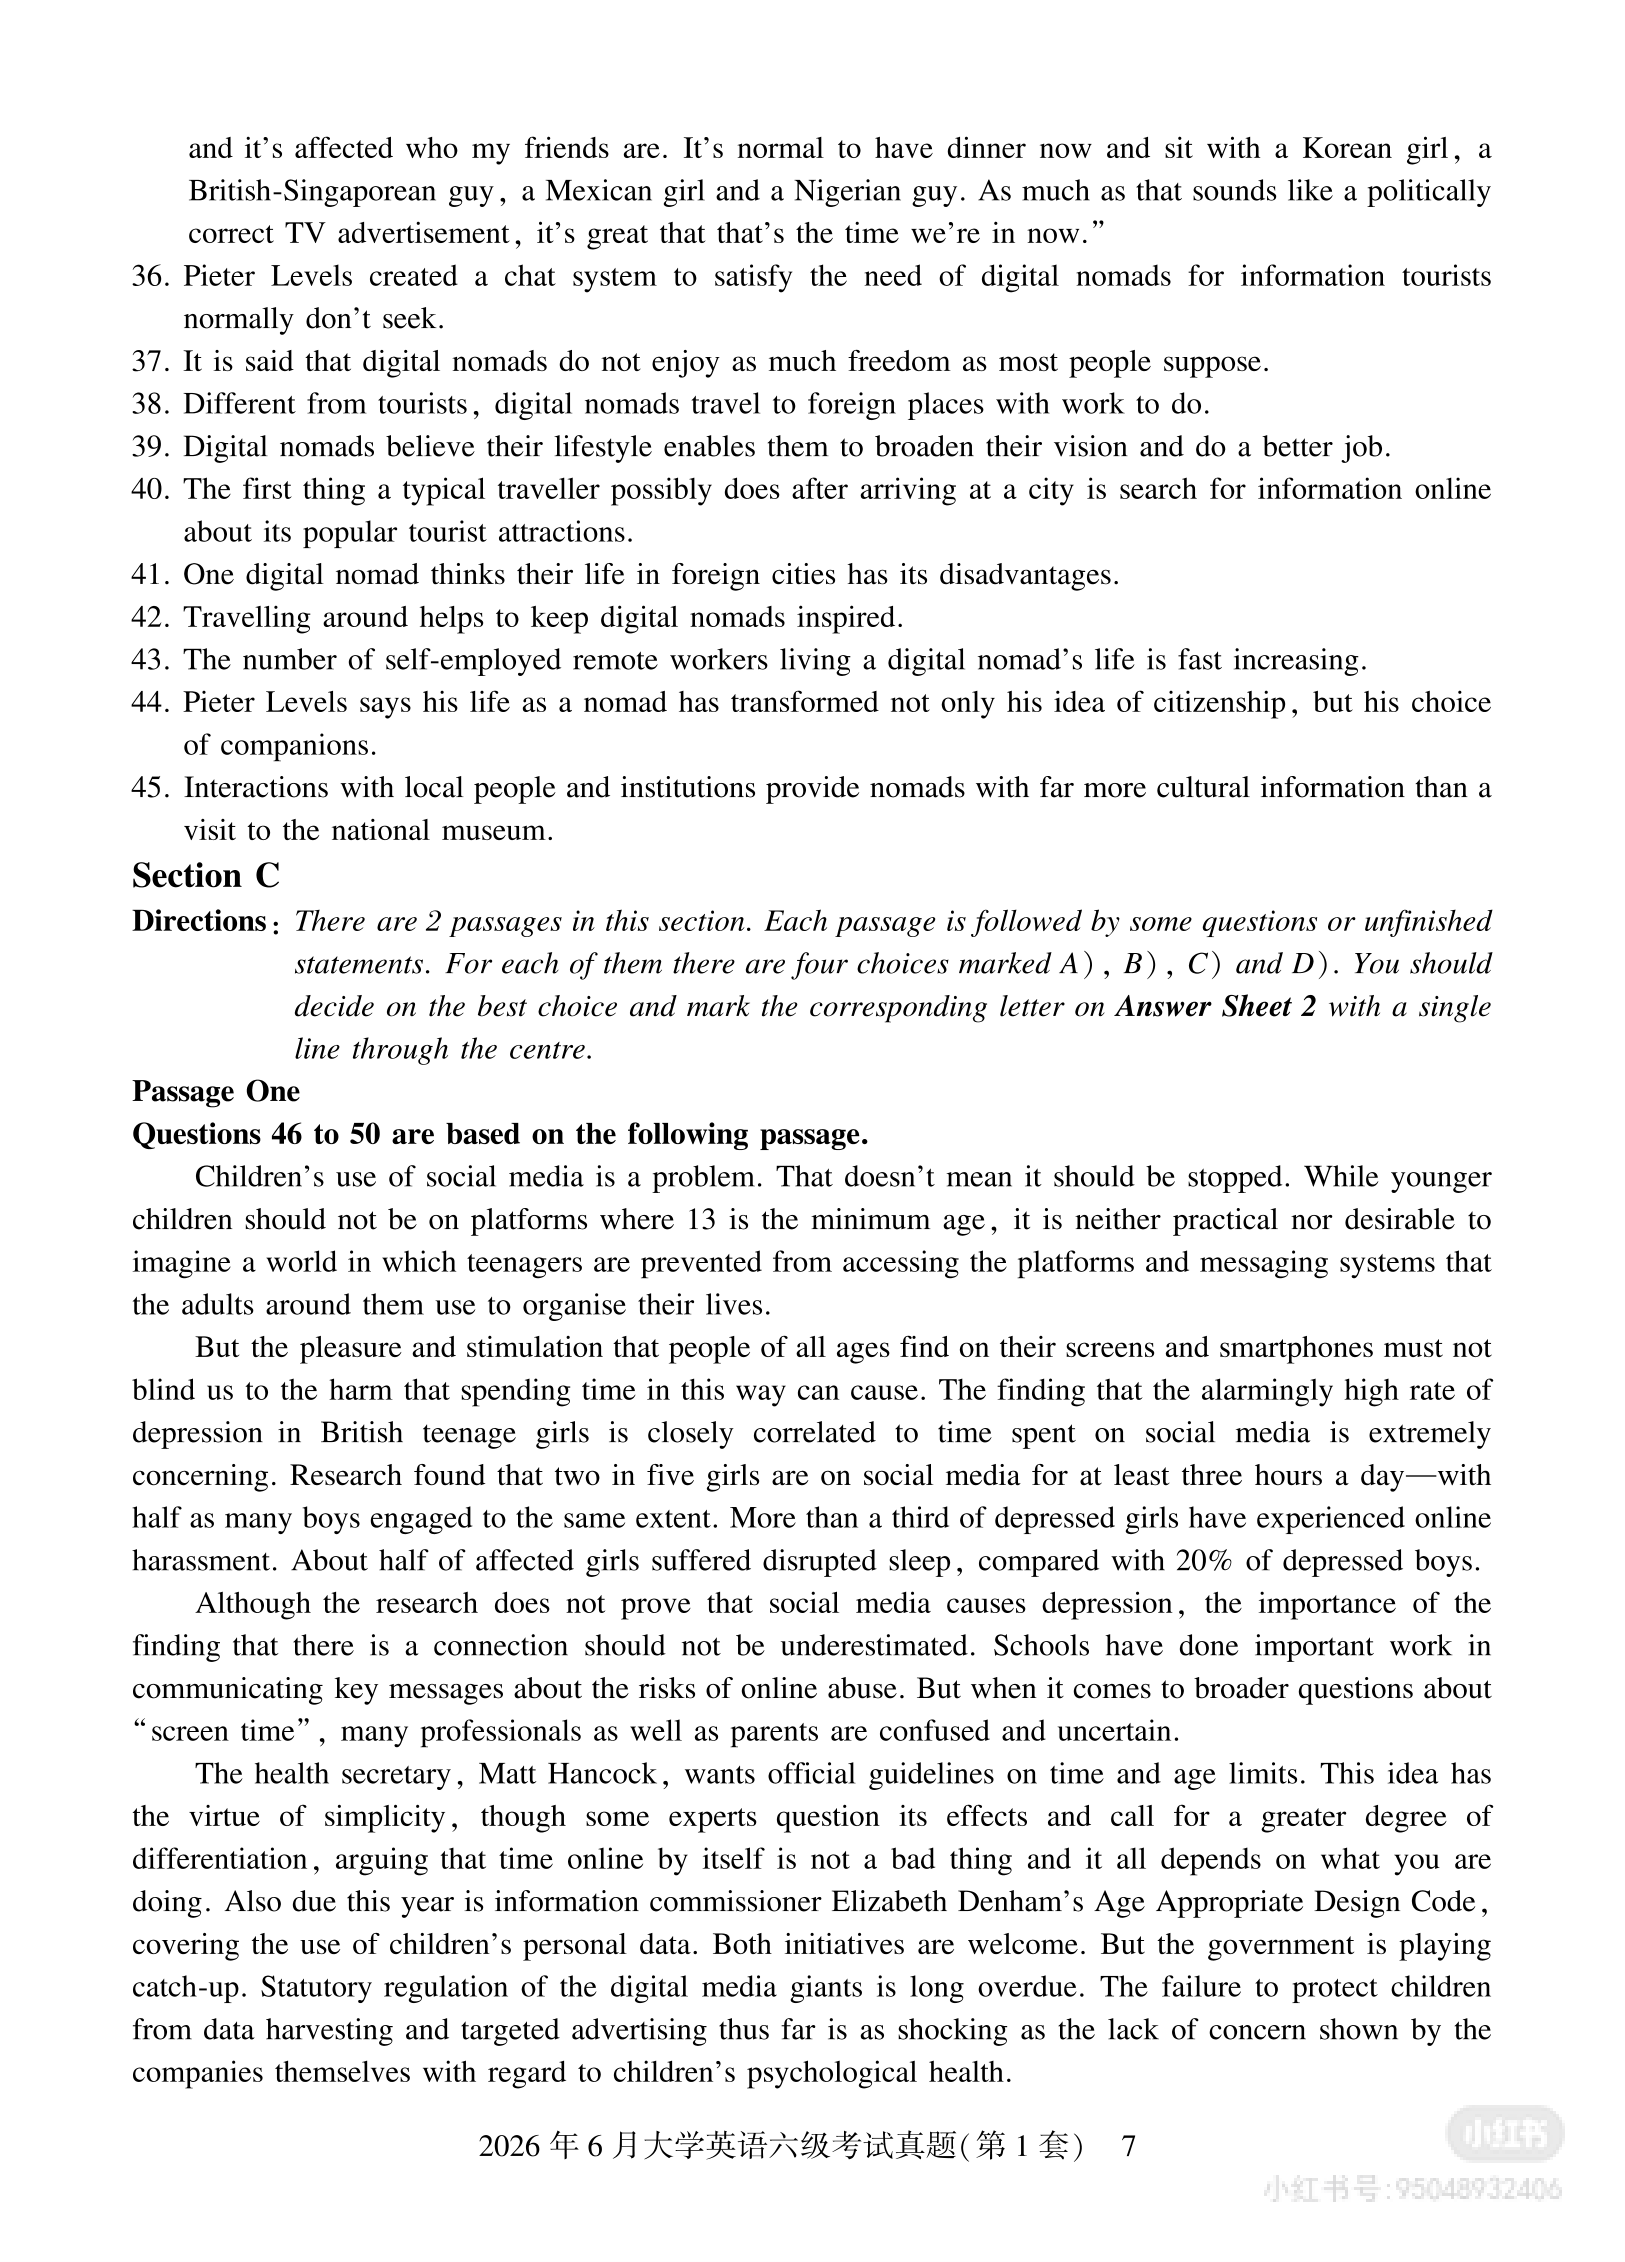 and it’s affected who my friends are. It’s normal to have dinner now and sit with a Korean girl, a
British-Singaporean guy, a Mexican girl and a Nigerian guy. As much as that sounds like a politically
correct TV advertisement, it’s great that that’s the time we’re in now.”
36. Pieter Levels created a chat system to satisfy the need of digital nomads for information tourists
normally don’t seek.
37. It is said that digital nomads do not enjoy as much freedom as most people suppose.
38. Different from tourists, digital nomads travel to foreign places with work to do.
39. Digital nomads believe their lifestyle enables them to broaden their vision and do a better job.
40. The first thing a typical traveller possibly does after arriving at a city is search for information online
about its popular tourist attractions.
41. One digital nomad thinks their life in foreign cities has its disadvantages.
42. Travelling around helps to keep digital nomads inspired.
43. The number of self-employed remote workers living a digital nomad’s life is fast increasing.
44. Pieter Levels says his life as a nomad has transformed not only his idea of citizenship, but his choice
of companions.
45. Interactions with local people and institutions provide nomads with far more cultural information than a
visit to the national museum.
Section C
Directions: There are 2 passages in this section. Each passage is followed by some questions or unfinished
statements. For each of them there are four choices marked A), B), C) and D). You should
decide on the best choice and mark the corresponding letter on Answer Sheet 2 with a single
line through the centre.
Passage One
Questions 46 to 50 are based on the following passage.
Children’s use of social media is a problem. That doesn’t mean it should be stopped. While younger
children should not be on platforms where 13 is the minimum age, it is neither practical nor desirable to
imagine a world in which teenagers are prevented from accessing the platforms and messaging systems that
the adults around them use to organise their lives.
But the pleasure and stimulation that people of all ages find on their screens and smartphones must not
blind us to the harm that spending time in this way can cause. The finding that the alarmingly high rate of
depression in British teenage girls is closely correlated to time spent on social media is extremely
concerning. Research found that two in five girls are on social media for at least three hours a day—with
half as many boys engaged to the same extent. More than a third of depressed girls have experienced online
harassment. About half of affected girls suffered disrupted sleep, compared with 20% of depressed boys.
Although the research does not prove that social media causes depression, the importance of the
finding that there is a connection should not be underestimated. Schools have done important work in
communicating key messages about the risks of online abuse. But when it comes to broader questions about
“screen time”, many professionals as well as parents are confused and uncertain.
The health secretary, Matt Hancock, wants official guidelines on time and age limits. This idea has
the virtue of simplicity, though some experts question its effects and call for a greater degree of
differentiation, arguing that time online by itself is not a bad thing and it all depends on what you are
doing. Also due this year is information commissioner Elizabeth Denham’s Age Appropriate Design Code,
covering the use of children’s personal data. Both initiatives are welcome. But the government is playing
catch-up. Statutory regulation of the digital media giants is long overdue. The failure to protect children
from data harvesting and targeted advertising thus far is as shocking as the lack of concern shown by the
companies themselves with regard to children’s psychological health.
2026 年 6 月大学英语六级考试真题(第 1 套) 7
小红书
小红书号:95048932406